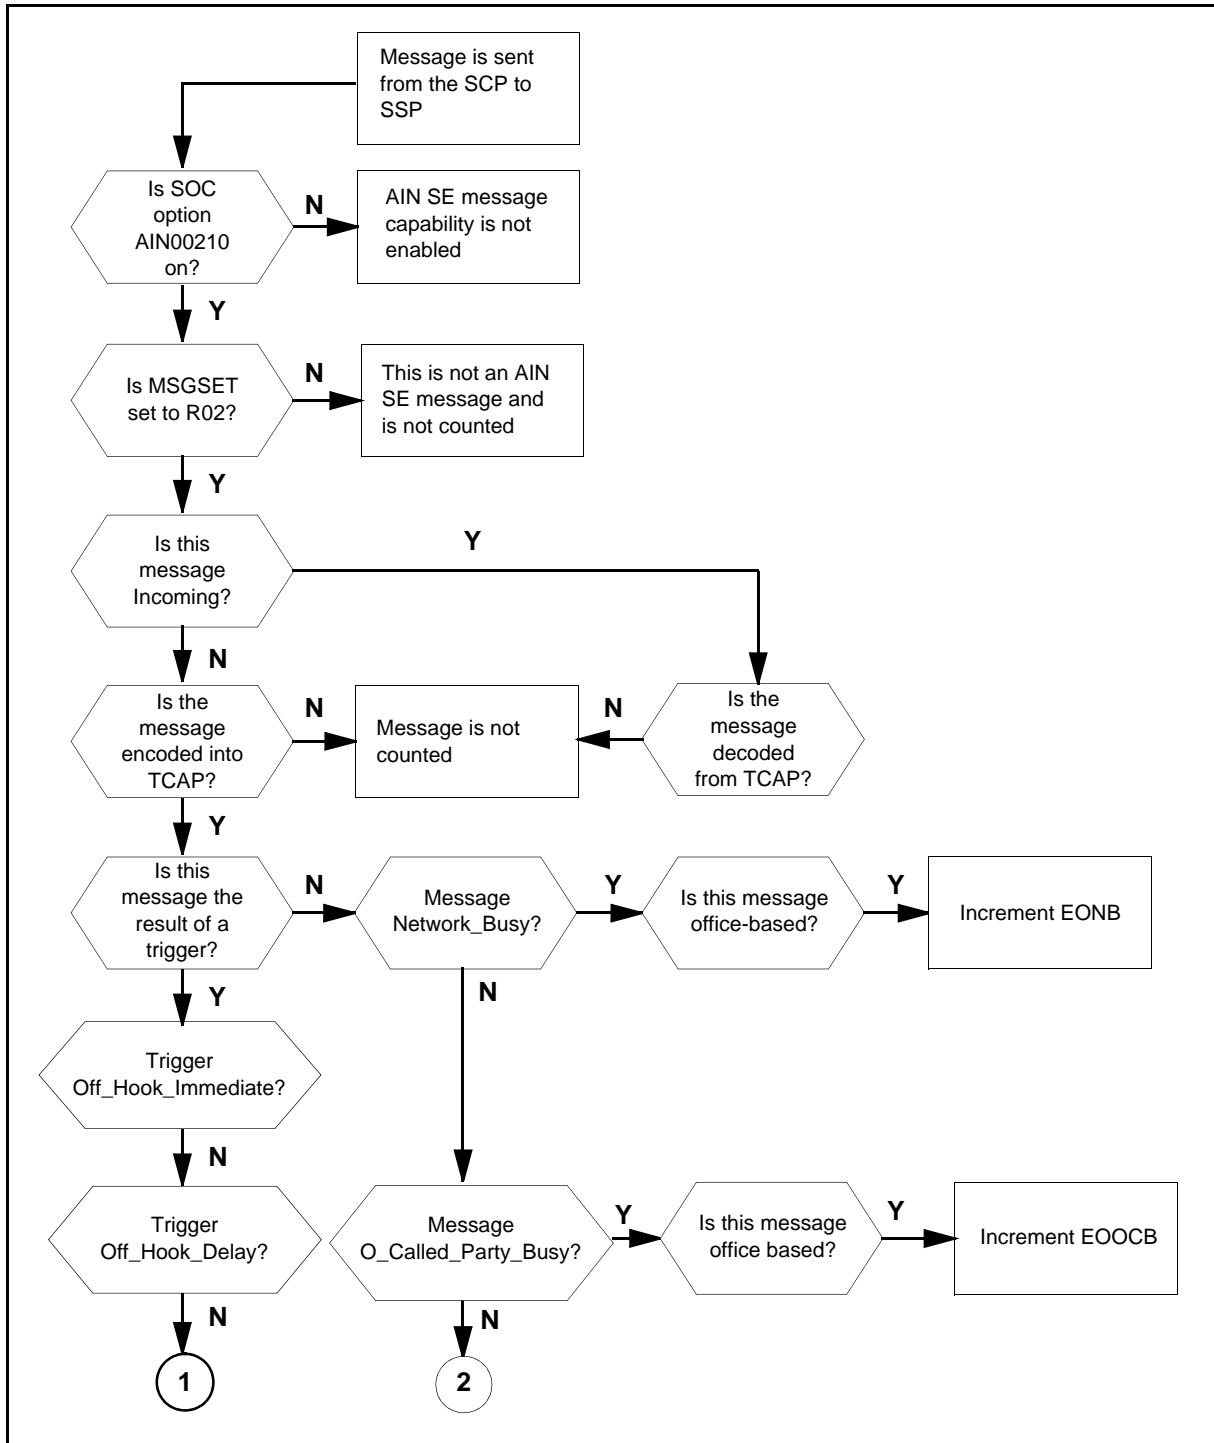 Message is sent
from the SCP to
SSP
Is SOC
option
AIN00210
on?
N
AIN SE message
capability is not
enabled
Y
Is MSGSET
set to R02?
N
This is not an AIN
SE message and
is not counted
Y
Is this
message
Incoming?
Y
N
Is the
message
encoded into
TCAP?
N
Message is not
counted
N
Is the
message
decoded
from TCAP?
Y
Is this
message the
result of a
trigger?
N
Message
Network_Busy?
Y
Is this message
office-based?
Y
Increment EONB
Y
N
Trigger
Off_Hook_Immediate?
N
Trigger
Off_Hook_Delay?
Message
O_Called_Party_Busy?
Y
Is this message
office based?
Y
Increment EOOCB
N
N
1
2